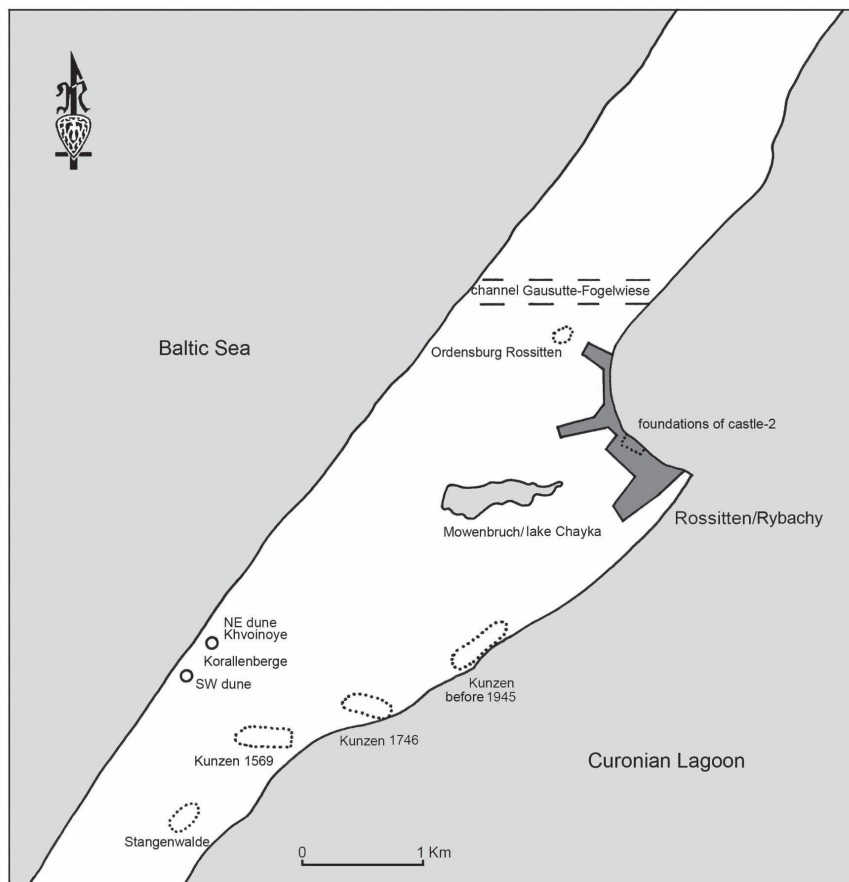 N
channel Gausutte-Fogelwiese
Baltic Sea
Ordensburg Rossitten
foundations of castle-2
Rossitten/Rybachy
Mowenbruch/ lake Chayka
NE dune
Khvoinoye
Korallenberge
SW dune
Kunzen
before 1945
Kunzen 1746
Kunzen 1569
Curonian Lagoon
Stangenwalde
0 1 Km